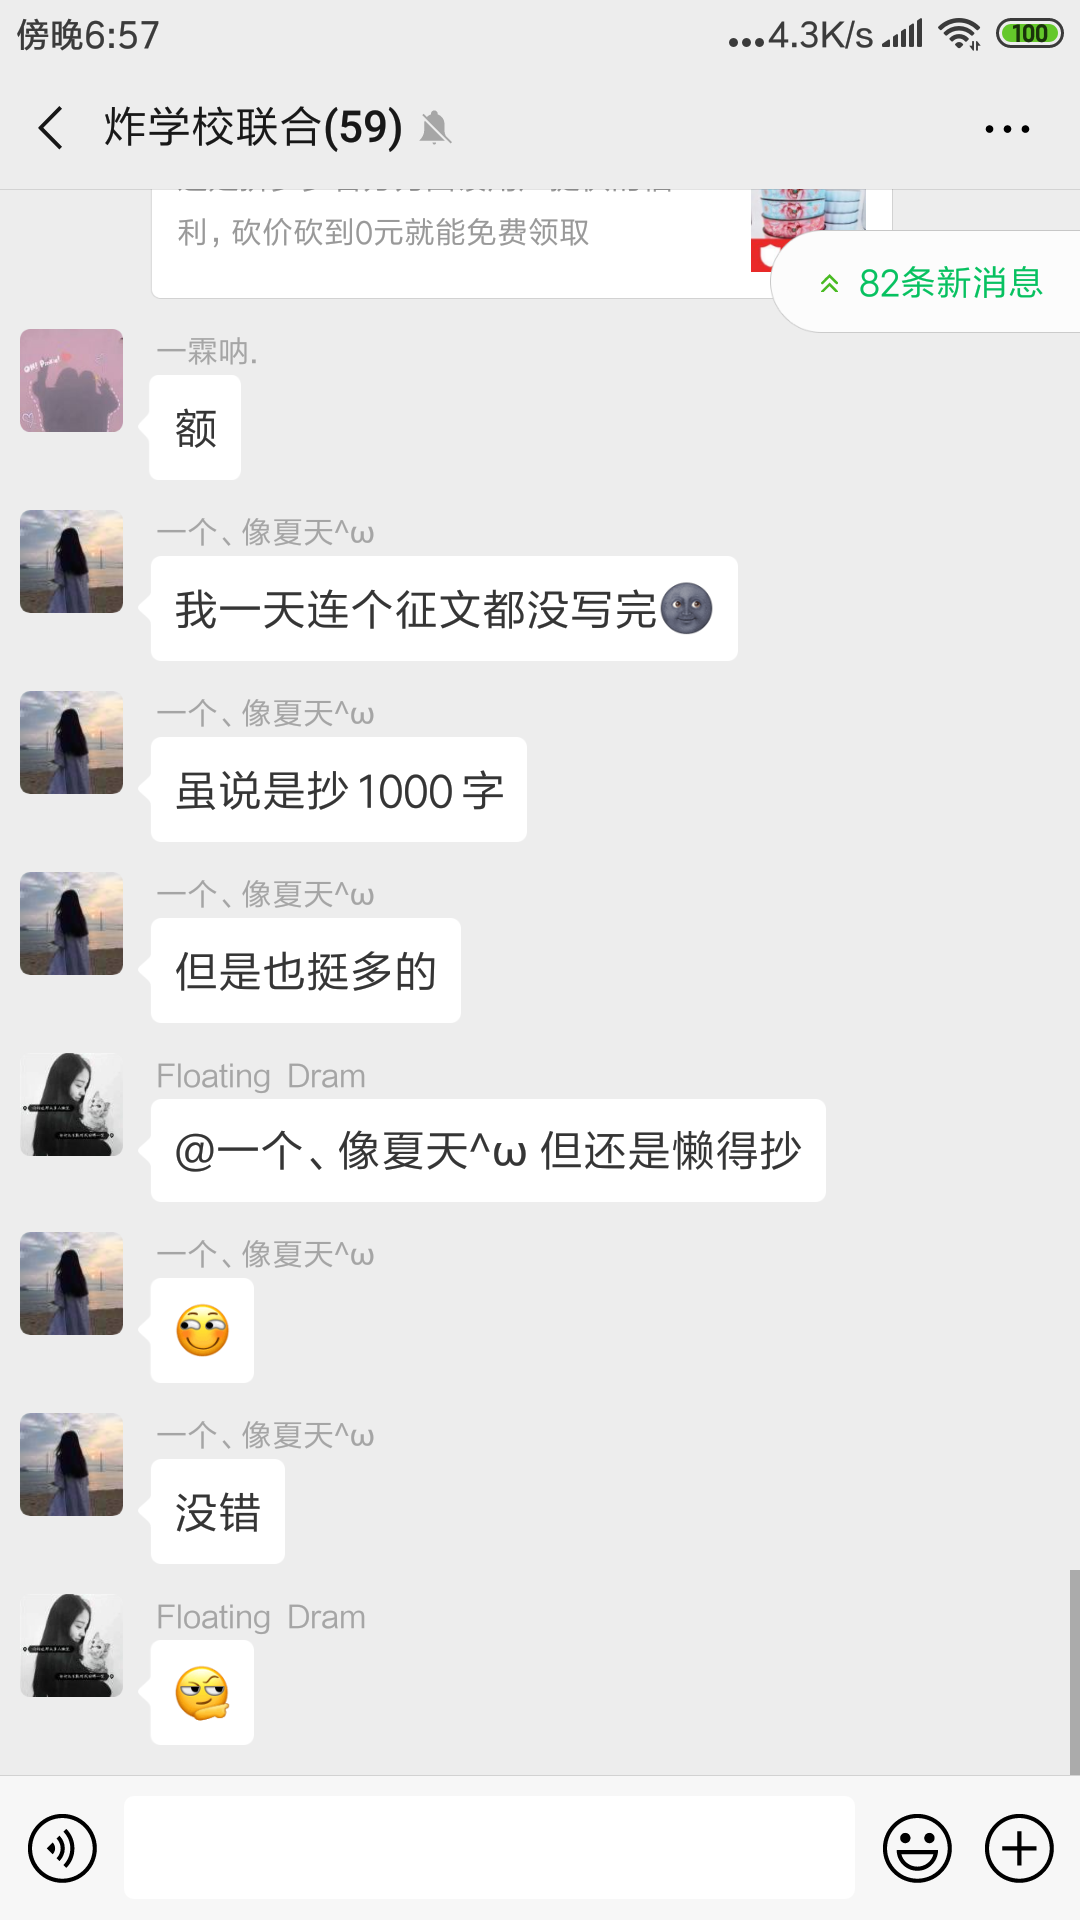 傍晚6:57
...4.3K/s
100
炸学校联合(59)
利，砍价砍到0元就能免费领取
82条新消息
一霖呐.
额
一个、像夏天^ω
我一天连个征文都没写完🌚
一个、像夏天^ω
虽说是抄1000字
一个、像夏天^ω
但是也挺多的
Floating Dram
@一个、像夏天^ω 但还是懒得抄
一个、像夏天^ω
一个、像夏天^ω
没错
Floating Dram